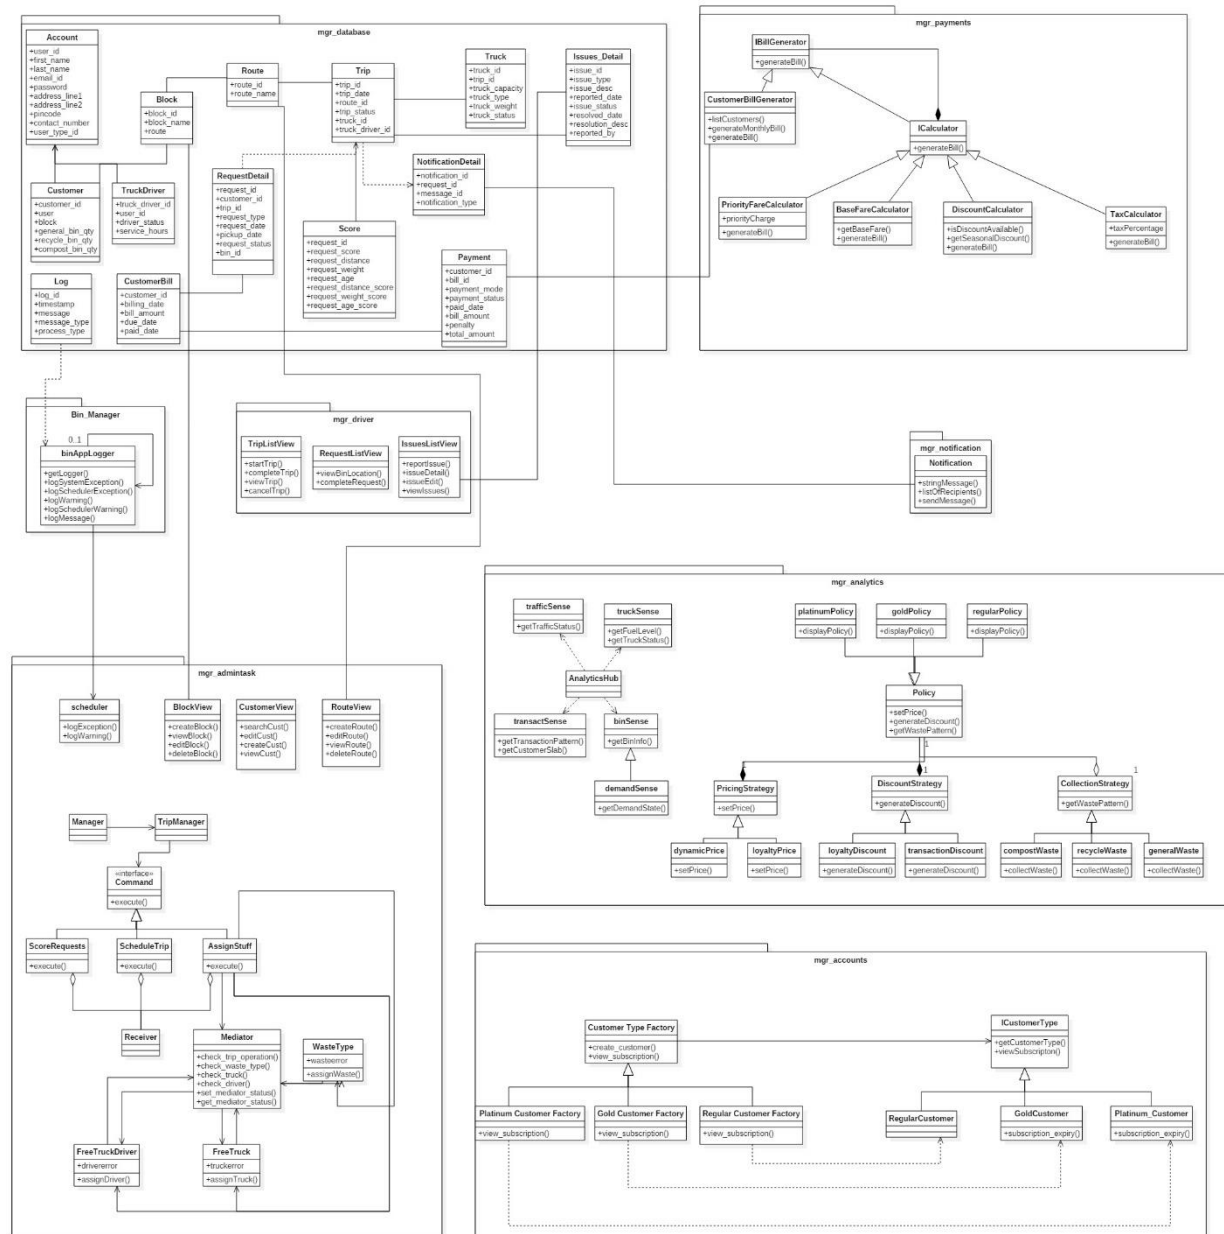 mgr_database
Account
+user_id
+first_name
+last_name
+email_id
+password
+address_line1
+address_line2
+pincode
+contact_number
+user_type_id
Block
+block_id
+block_name
+route
Route
+route_id
+route_name
Trip
+trip_id
+trip_date
+route_id
+trip_status
+truck_id
+truck_driver_id
Truck
+truck_id
+trip_id
+truck_capacity
+truck_type
+truck_weight
+truck_status
Issues_Detail
+issue_id
+issue_type
+issue_desc
+reported_date
+issue_status
+resolved_date
+resolution_desc
+reported_by
Customer
+customer_id
+user
+block
+general_bin_qty
+recycle_bin_qty
+compost_bin_qty
TruckDriver
+truck_driver_id
+user_id
+driver_status
+service_hours
RequestDetail
+request_id
+customer_id
+trip_id
+request_type
+request_date
+pickup_date
+request_status
+bin_id
NotificationDetail
+notification_id
+request_id
+message_id
+notification_type
Score
+request_id
+request_score
+request_distance
+request_weight
+request_age
+request_distance_score
+request_weight_score
+request_age_score
Log
+log_id
+timestamp
+message
+message_type
+process_type
CustomerBill
+customer_id
+billing_date
+bill_amount
+due_date
+paid_date
Payment
+customer_id
+bill_id
+payment_mode
+payment_status
+paid_date
+bill_amount
+penalty
+total_amount
mgr_payments
IBillGenerator
+generateBill()
CustomerBillGenerator
+listCustomers()
+generateMonthlyBill()
+generateBill()
ICalculator
+generateBill()
PriorityFareCalculator
+priorityCharge
+generateBill()
BaseFareCalculator
+getBaseFare()
+generateBill()
DiscountCalculator
+isDiscountAvailable()
+getSeasonalDiscount()
+generateBill()
TaxCalculator
+taxPercentage
+generateBill()
Bin_Manager
0..1
binAppLogger
+getLogger()
+logSystemException()
+logSchedulerException()
+logWarning()
+logSchedulerWarning()
+logMessage()
mgr_driver
TripListView
+startTrip()
+completeTrip()
+viewTrip()
+cancelTrip()
RequestListView
+viewBinLocation()
+completeRequest()
IssuesListView
+reportIssue()
+issueDetail()
+issueEdit()
+viewIssues()
mgr_notification
Notification
+stringMessage()
+listOfRecipients()
+sendMessage()
mgr_analytics
trafficSense
+getTrafficStatus()
truckSense
+getFuelLevel()
+getTruckStatus()
AnalyticsHub
transactSense
+getTransactionPattern()
+getCustomerSlab()
binSense
+getBinInfo()
demandSense
+getDemandState()
platinumPolicy
+displayPolicy()
goldPolicy
+displayPolicy()
regularPolicy
+displayPolicy()
Policy
+setPrice()
+generateDiscount()
+getWastePattern()
1
1
1
PricingStrategy
+setPrice()
DiscountStrategy
+generateDiscount()
CollectionStrategy
+getWastePattern()
dynamicPrice
+setPrice()
loyaltyPrice
+setPrice()
loyaltyDiscount
+generateDiscount()
transactionDiscount
+generateDiscount()
compostWaste
+collectWaste()
recycleWaste
+collectWaste()
generalWaste
+collectWaste()
mgr_admintask
scheduler
+logException()
+logWarning()
BlockView
+createBlock()
+viewBlock()
+editBlock()
+deleteBlock()
CustomerView
+searchCust()
+editCust()
+createCust()
+viewCust()
RouteView
+createRoute()
+editRoute()
+viewRoute()
+deleteRoute()
Manager
TripManager
«interface»
Command
+execute()
ScoreRequests
+execute()
ScheduleTrip
+execute()
AssignStuff
+execute()
Receiver
Mediator
+check_trip_operation()
+check_waste_type()
+check_truck()
+check_driver()
+set_mediator_status()
+get_mediator_status()
WasteType
+wasteerror
+assignWaste()
FreeTruckDriver
+drivererror
+assignDriver()
FreeTruck
+truckerror
+assignTruck()
mgr_accounts
Customer Type Factory
+create_customer()
+view_subscription()
ICustomerType
+getCustomerType()
+viewSubscripton()
Platinum Customer Factory
+view_subscription()
Gold Customer Factory
+view_subscription()
Regular Customer Factory
+view_subscription()
RegularCustomer
GoldCustomer
+subscription_expiry()
Platinum_Customer
+subscription_expiry()